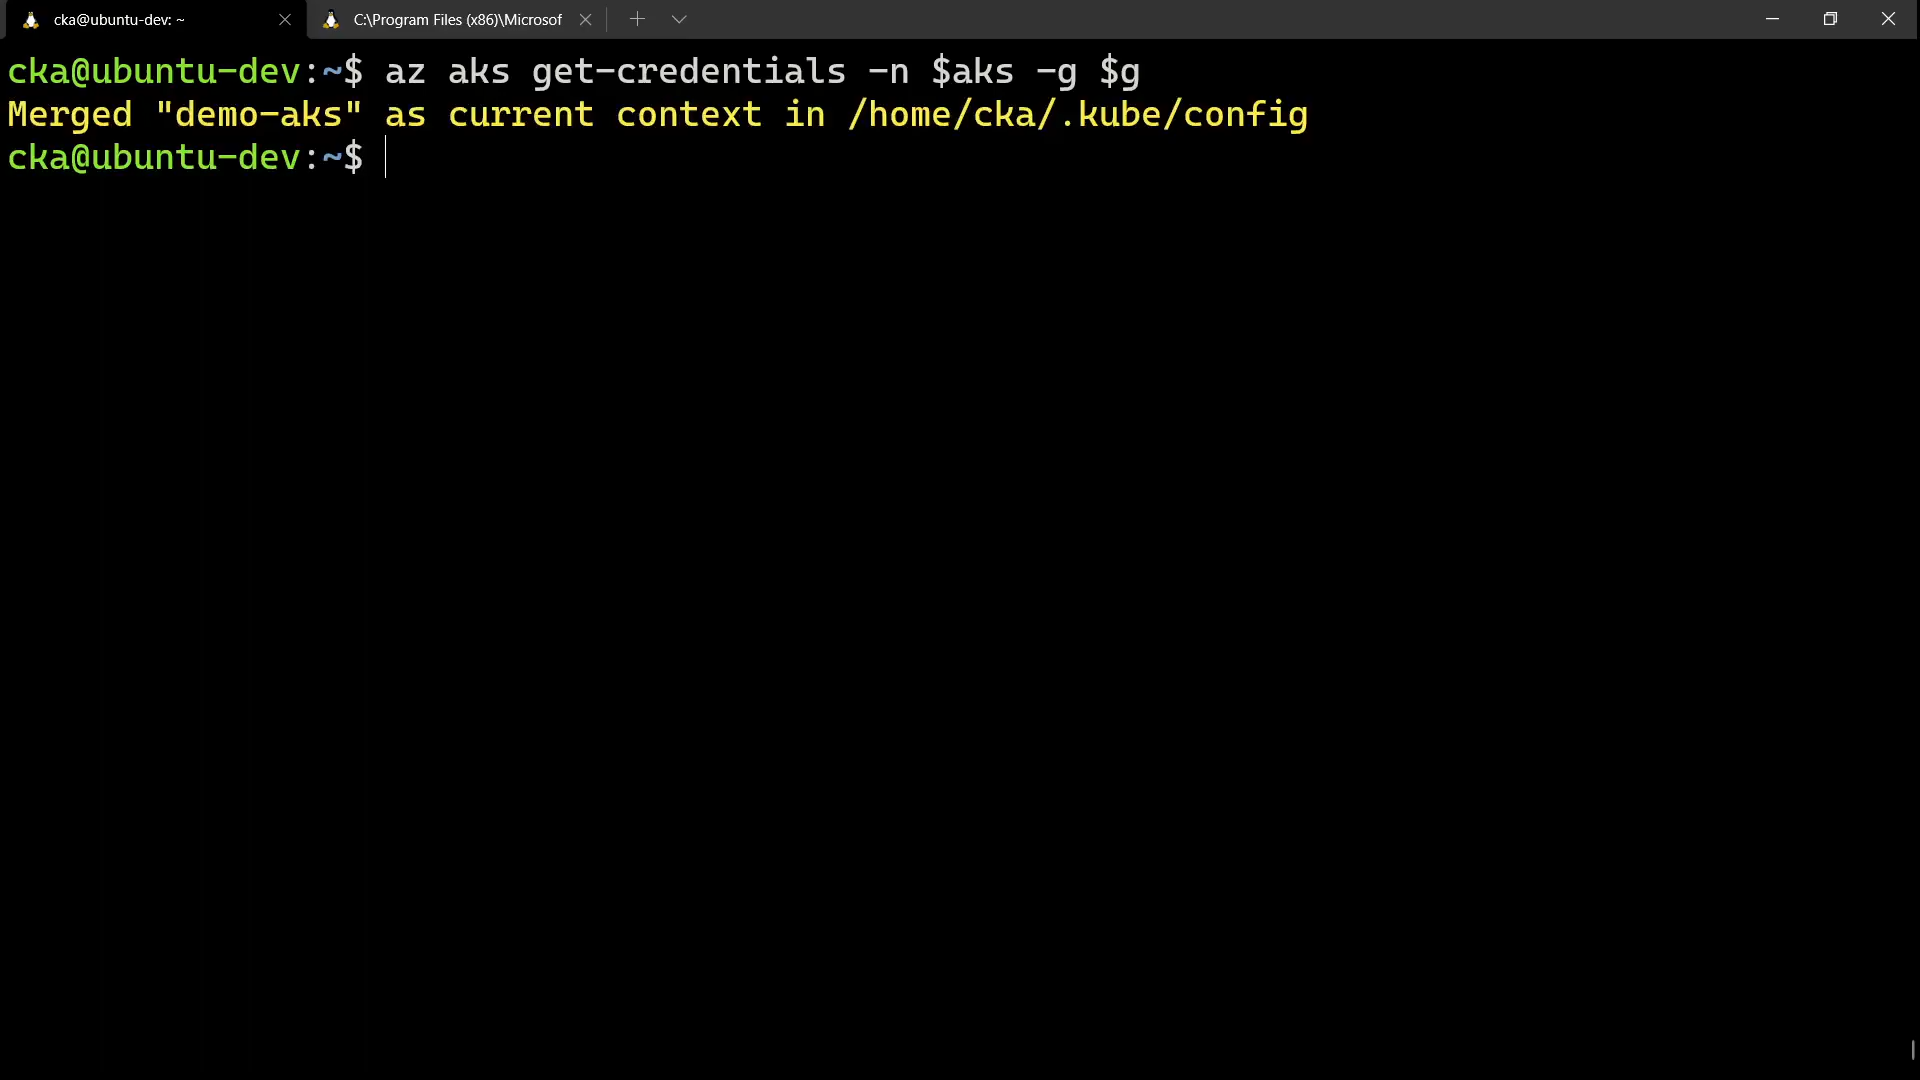 cka@ubuntu-dev: ~
C:\Program Files (x86)\Microsof
cka@ubuntu-dev:~$ az aks get-credentials -n $aks -g $g
Merged "demo-aks" as current context in /home/cka/.kube/config
cka@ubuntu-dev:~$